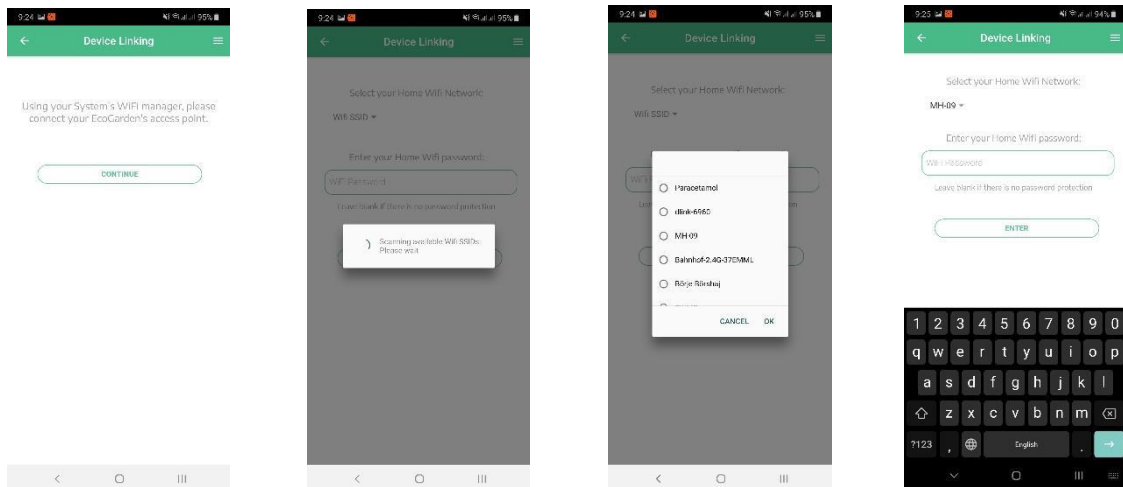 9:24 95%
Device Linking
Using your System's WiFi manager, please
connect your EcoGarden's access point.
CONTINUE
9:24 95%
Device Linking
Select your Home Wifi Network:
Wifi SSID
Enter your Home Wifi password:
WiFi Password
Leave blank if there is no password protection
Scanning available Wifi SSIDs.
Please wait
9:24 95%
Device Linking
Select your Home Wifi Network:
Wifi SSID
Paracetamol
dlink-6960
MH-09
Bahnhof-2.4G-37EMML
Börje Börshaj
CANCEL OK
9:25 94%
Device Linking
Select your Home Wifi Network:
MH-09
Enter your Home Wifi password:
WiFi Password
Leave blank if there is no password protection
ENTER
1 2 3 4 5 6 7 8 9 0
q w e r t y u i o p
a s d f g h j k l
z x c v b n m
?123 , English .